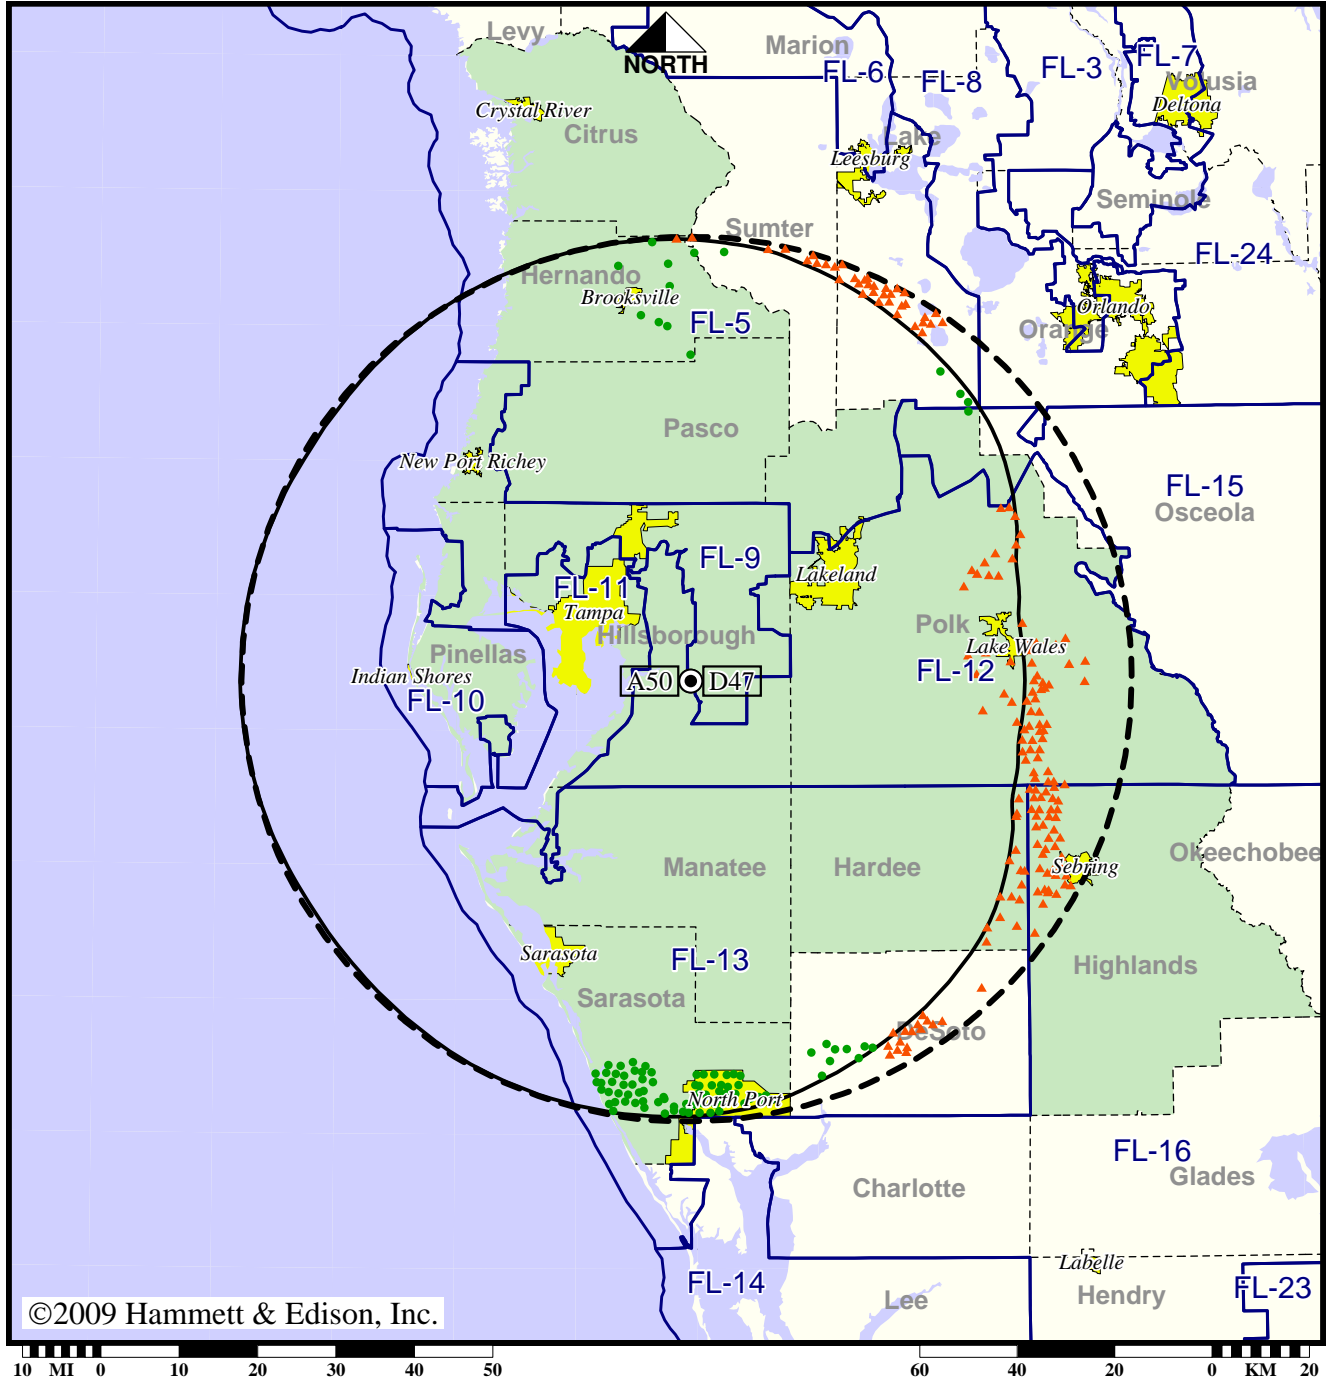 Levy
Marion
NORTH
FL-6
FL-8
FL-3
FL-7
Volusia
Deltona
Crystal River
Citrus
Lake
Leesburg
Seminole
Sumter
FL-24
Hernando
Brooksville
FL-5
Orlando
Orange
Pasco
New Port Richey
FL-15
Osceola
FL-9
FL-11
Lakeland
Tampa
Hillsborough
Polk
Lake Wales
Pinellas
Indian Shores
FL-10
A50
D47
FL-12
Manatee
Hardee
Okeechobee
Sebring
Sarasota
FL-13
Highlands
Sarasota
DeSoto
North Port
FL-16
Glades
Charlotte
Labelle
FL-14
Lee
Hendry
FL-23
©2009 Hammett & Edison, Inc.
10 MI 0 10 20 30 40 50
60 40 20 0 KM 20